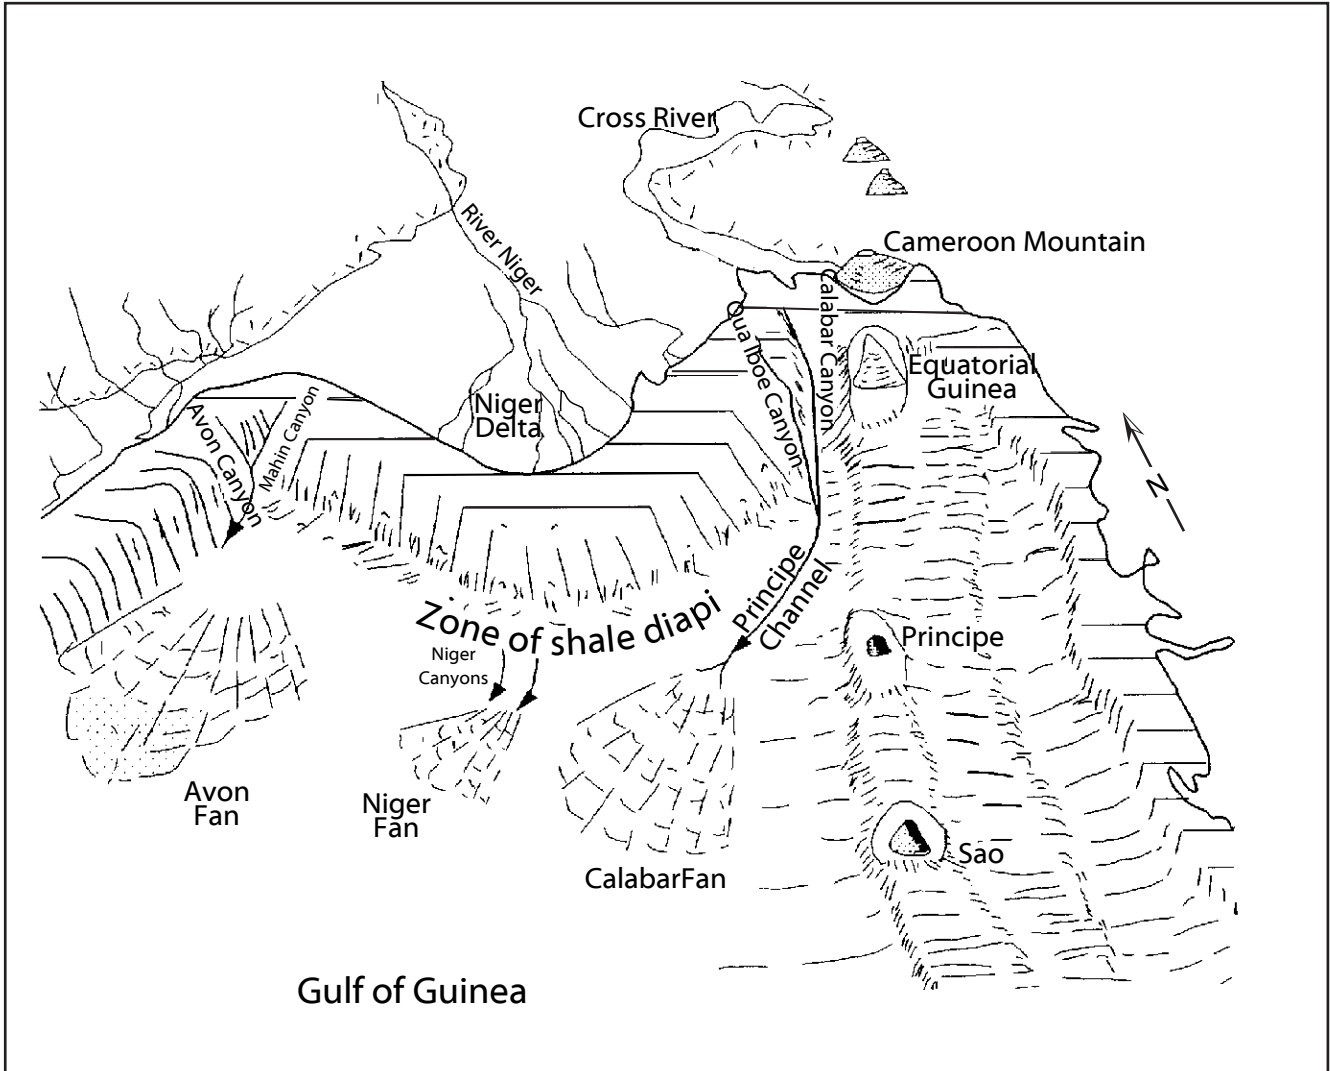 Cross River
River Niger
Cameroon Mountain
Calabar Canyon
Qua Iboe Canyon
Equatorial
Guinea
Avon Canyon
Mahin Canyon
Niger
Delta
N
Zone of shale diapi
Principe
Channel
Principe
Niger
Canyons
Avon
Fan
Niger
Fan
CalabarFan
Sao
Gulf of Guinea